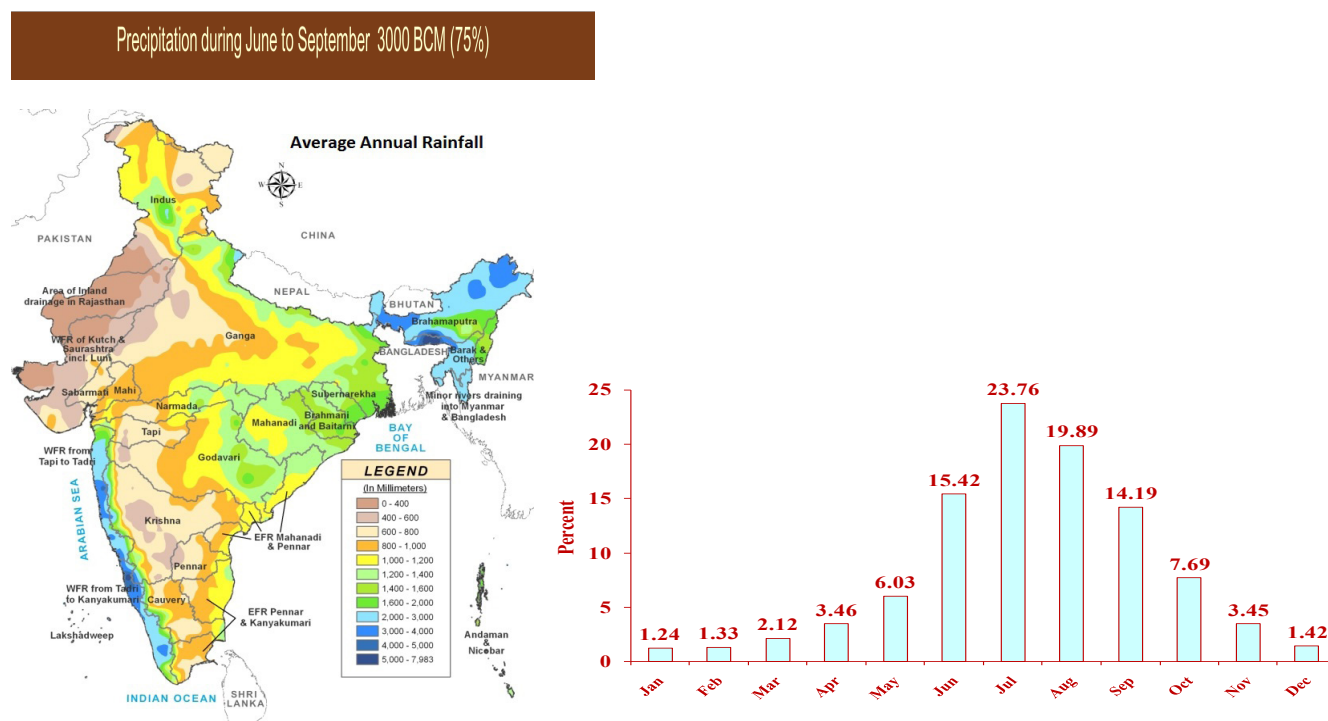 Precipitation during June to September 3000 BCM (75%)
Average Annual Rainfall
N
W
E
S
Indus
PAKISTAN
CHINA
Area of Inland
drainage in Rajasthan
NEPAL
BHUTAN
Brahamaputra
WFR of Kutch &
Saurashtra
incl. Luni
Ganga
BANGLADESH
Barak &
Others
MYANMAR
Sabarmati
Mahi
Narmada
Subernarekha
Minor rivers draining
into Myanmar
& Bangladesh
Tapi
Mahanadi
Brahmani
and Baitarni
BAY
OF
BENGAL
WFR from
Tapi to Tadri
Godavari
ARABIAN SEA
Krishna
EFR Mahanadi
& Pennar
Pennar
WFR from Tadri
to Kanyakumari
Cauvery
EFR Pennar
& Kanyakumari
Lakshadweep
Andaman
&
Nicobar
INDIAN OCEAN
SHRI
LANKA
LEGEND
(In Millimeters)
0 - 400
400 - 600
600 - 800
800 - 1,000
1,000 - 1,200
1,200 - 1,400
1,400 - 1,600
1,600 - 2,000
2,000 - 3,000
3,000 - 4,000
4,000 - 5,000
5,000 - 7,983
Percent
25
20
15
10
5
0
1.24
1.33
2.12
3.46
6.03
15.42
23.76
19.89
14.19
7.69
3.45
1.42
Jan
Feb
Mar
Apr
May
Jun
Jul
Aug
Sep
Oct
Nov
Dec